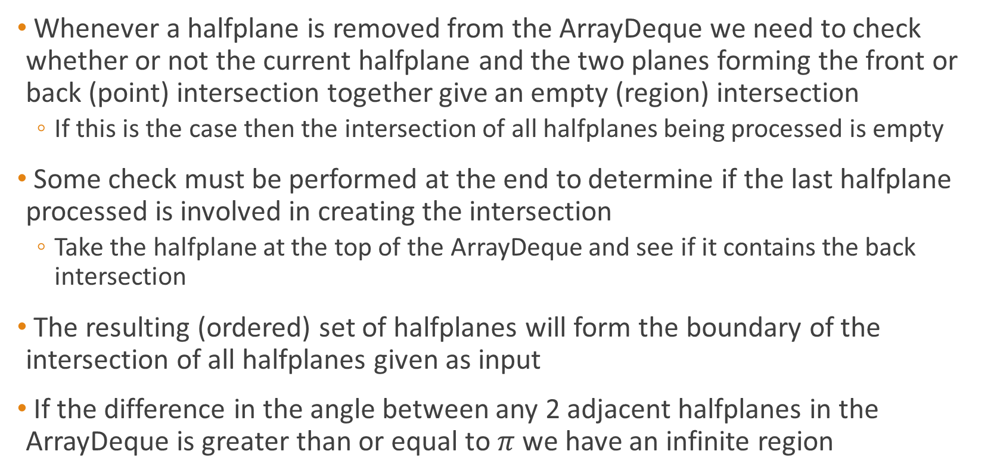 • Whenever a halfplane is removed from the ArrayDeque we need to check
whether or not the current halfplane and the two planes forming the front or
back (point) intersection together give an empty (region) intersection
◦ If this is the case then the intersection of all halfplanes being processed is empty
• Some check must be performed at the end to determine if the last halfplane
processed is involved in creating the intersection
◦ Take the halfplane at the top of the ArrayDeque and see if it contains the back
intersection
• The resulting (ordered) set of halfplanes will form the boundary of the
intersection of all halfplanes given as input
• If the difference in the angle between any 2 adjacent halfplanes in the
ArrayDeque is greater than or equal to 𝜋 we have an infinite region